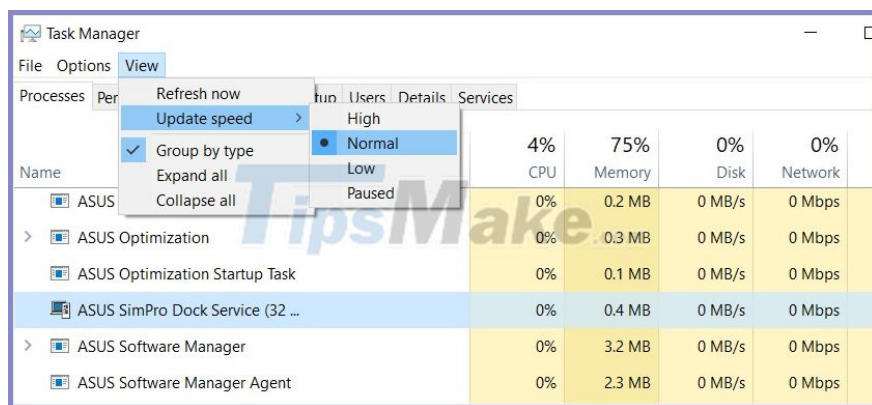 Task Manager
File Options View
Processes Per tup Users Details Services
Refresh now
Update speed
Group by type
Expand all
Collapse all
High
Normal
Low
Paused
4% 75% 0% 0%
Name CPU Memory Disk Network
ASUS 0% 0.2 MB 0 MB/s 0 Mbps
ASUS Optimization 0% 0.3 MB 0 MB/s 0 Mbps
ASUS Optimization Startup Task 0% 0.1 MB 0 MB/s 0 Mbps
ASUS SimPro Dock Service (32 ... 0% 0.4 MB 0 MB/s 0 Mbps
ASUS Software Manager 0% 3.2 MB 0 MB/s 0 Mbps
ASUS Software Manager Agent 0% 2.3 MB 0 MB/s 0 Mbps
TipsMake.com